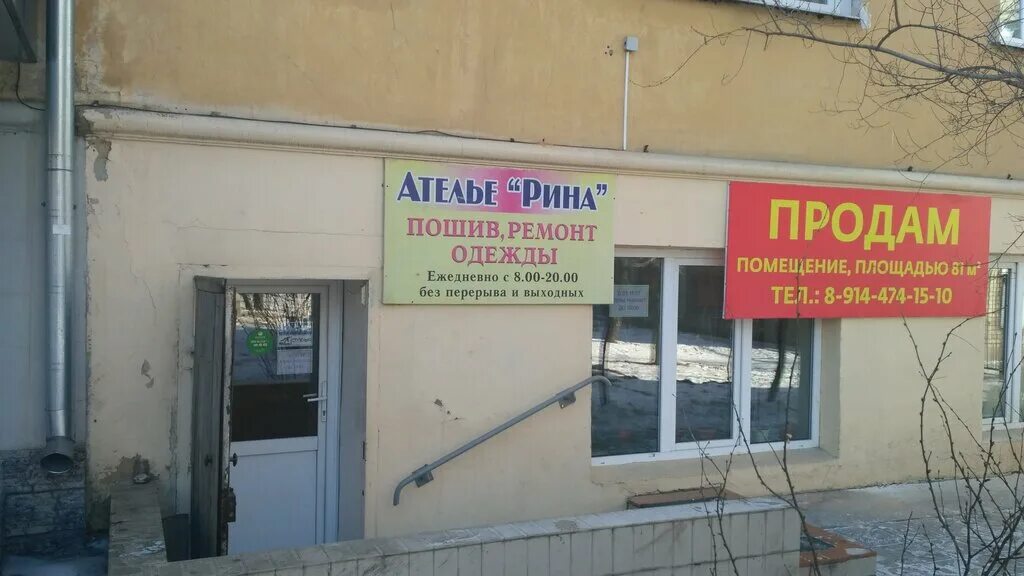 Ателье "Рина"
ПОШИВ, РЕМОНТ
ОДЕЖДЫ
Ежедневно с 8.00-20.00
без перерыва и выходных
ПРОДАМ
ПОМЕЩЕНИЕ, ПЛОЩАДЬЮ 81 м²
ТЕЛ.: 8-914-474-15-10